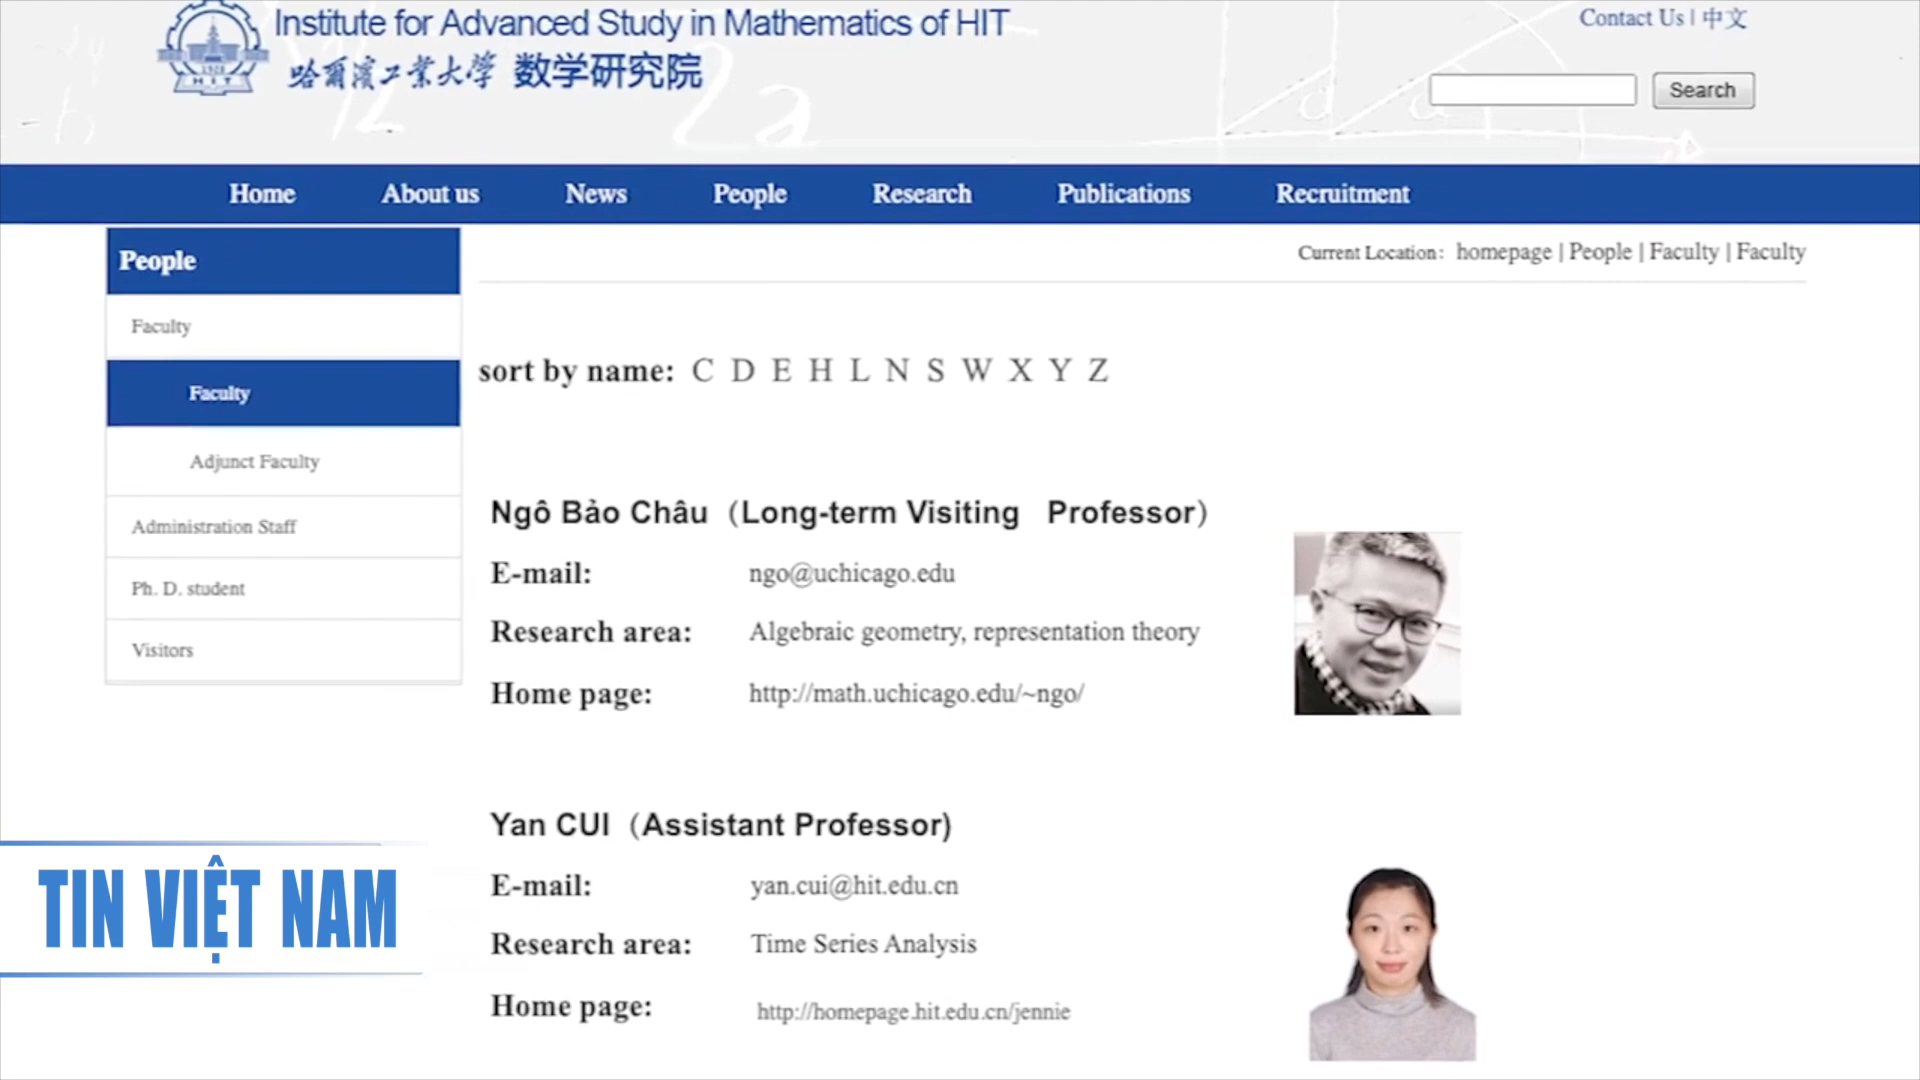 Institute for Advanced Study in Mathematics of HIT
哈爾濱工業大學 数学研究院
1920
H I T
Contact Us | 中文
Search
Home About us News People Research Publications Recruitment
People
Faculty
Faculty
Adjunct Faculty
Administration Staff
Ph. D. student
Visitors
Current Location: homepage | People | Faculty | Faculty
sort by name: C D E H L N S W X Y Z
Ngô Bảo Châu（Long-term Visiting Professor）
E-mail: ngo@uchicago.edu
Research area: Algebraic geometry, representation theory
Home page: http://math.uchicago.edu/~ngo/
Yan CUI（Assistant Professor)
E-mail: yan.cui@hit.edu.cn
Research area: Time Series Analysis
Home page: http://homepage.hit.edu.cn/jennie
TIN VIỆT NAM